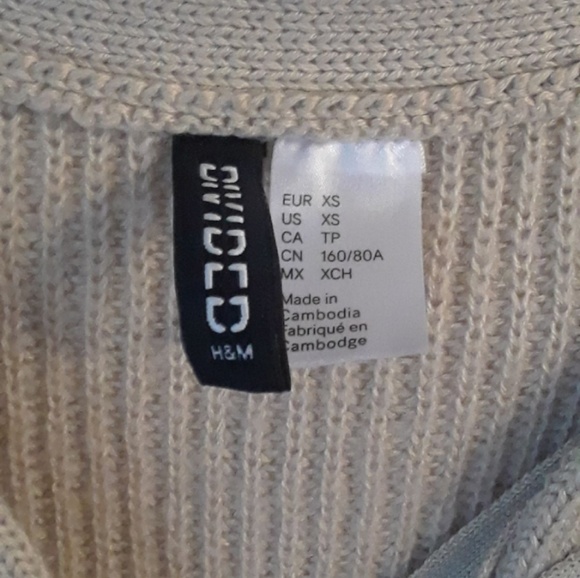 DIVIDED
H&M
EUR XS
US XS
CA TP
CN 160/80A
MX XCH
Made in
Cambodia
Fabriqué en
Cambodge